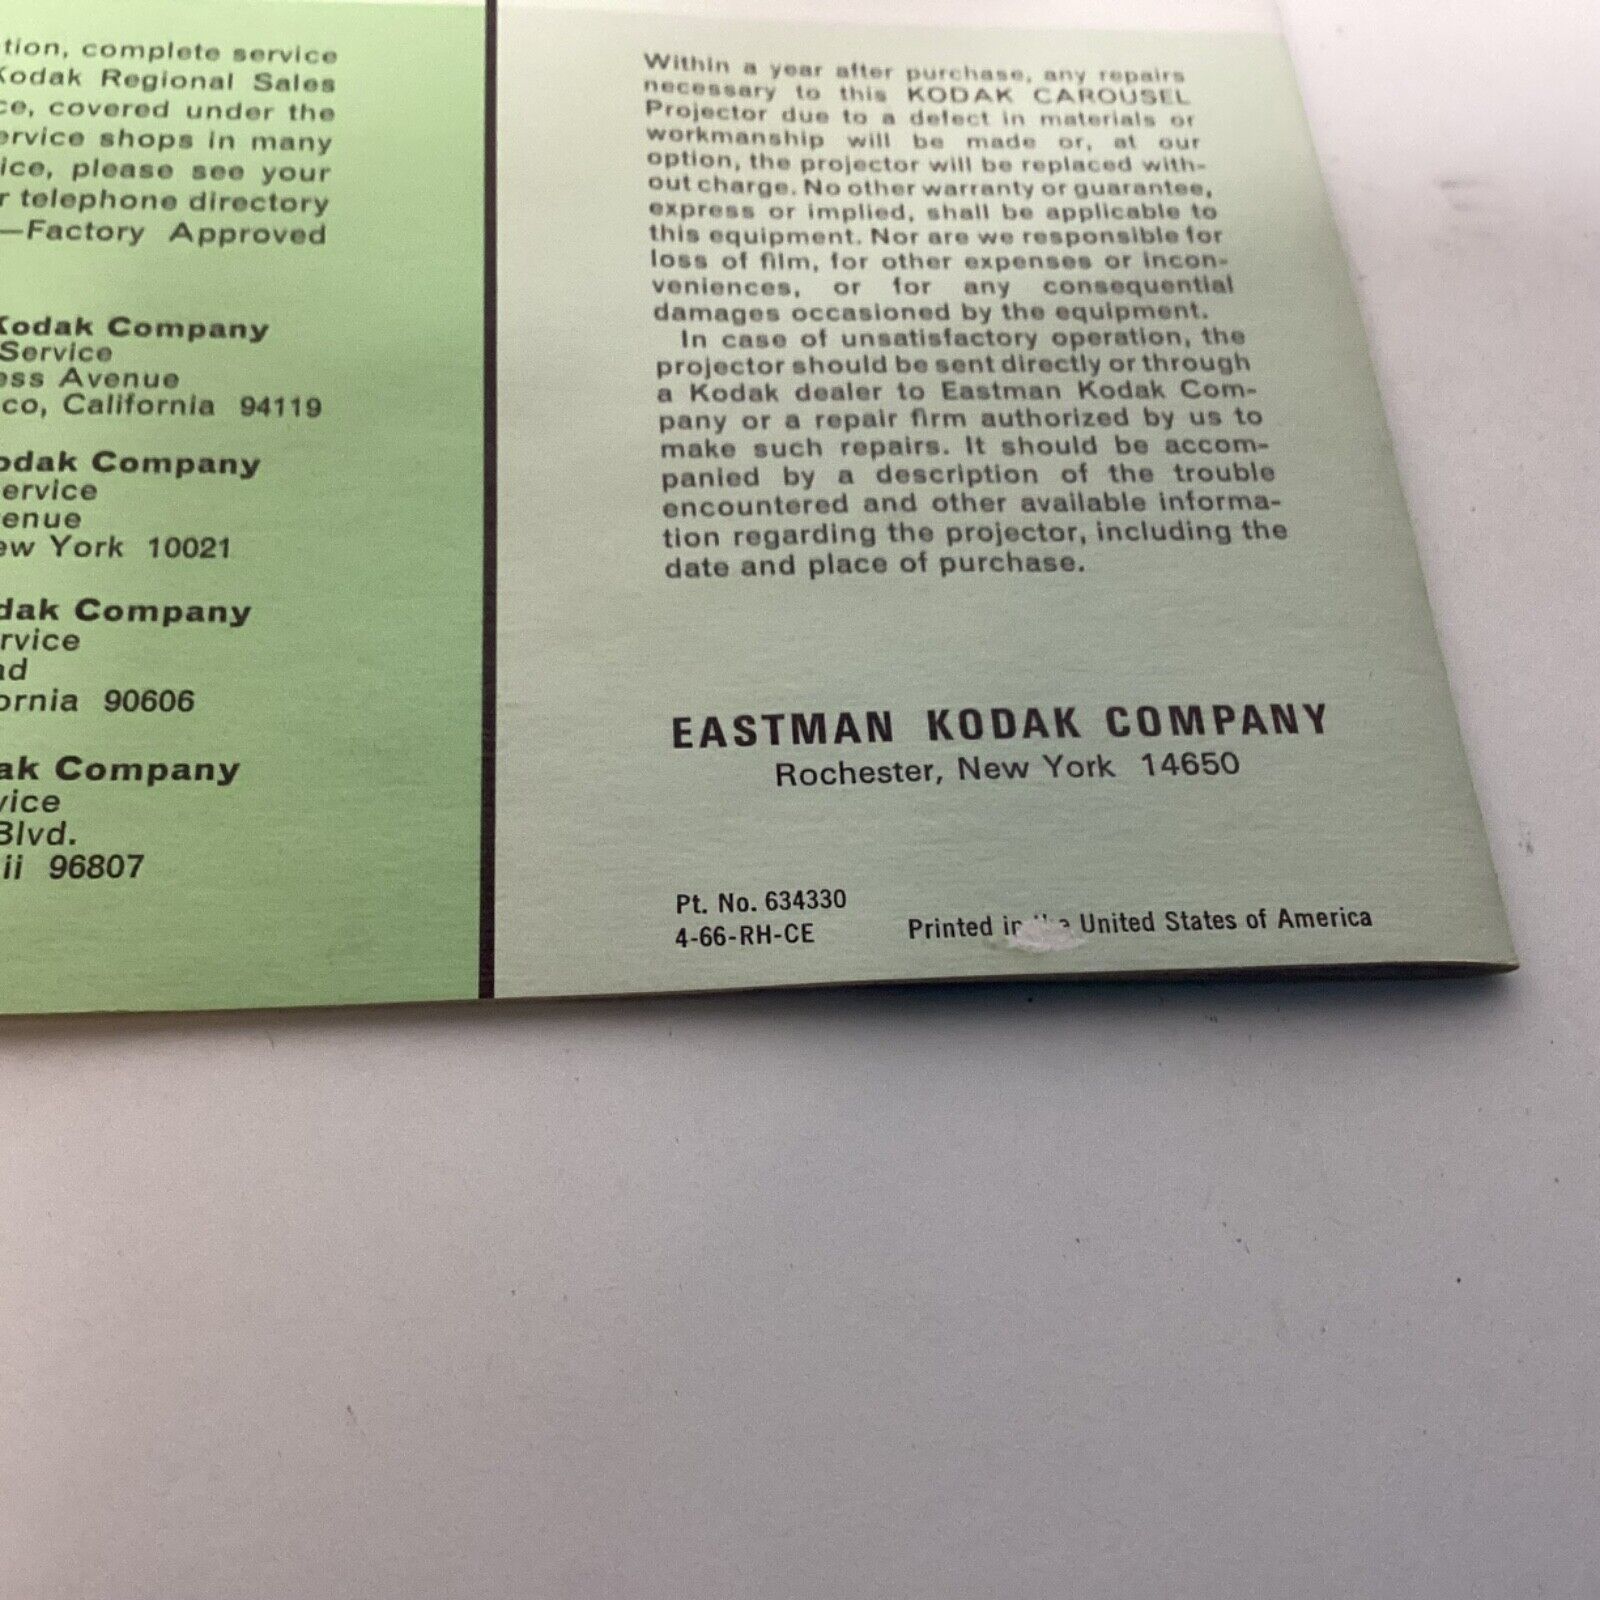 tion, complete service
Kodak Regional Sales
ce, covered under the
ervice shops in many
ice, please see your
r telephone directory
—Factory Approved
Kodak Company
Service
ess Avenue
co, California 94119
odak Company
ervice
enue
ew York 10021
dak Company
rvice
ad
ornia 90606
ak Company
vice
Blvd.
ii 96807
Within a year after purchase, any repairs
necessary to this KODAK CAROUSEL
Projector due to a defect in materials or
workmanship will be made or, at our
option, the projector will be replaced with-
out charge. No other warranty or guarantee,
express or implied, shall be applicable to
this equipment. Nor are we responsible for
loss of film, for other expenses or incon-
veniences, or for any consequential
damages occasioned by the equipment.
In case of unsatisfactory operation, the
projector should be sent directly or through
a Kodak dealer to Eastman Kodak Com-
pany or a repair firm authorized by us to
make such repairs. It should be accom-
panied by a description of the trouble
encountered and other available informa-
tion regarding the projector, including the
date and place of purchase.
EASTMAN KODAK COMPANY
Rochester, New York 14650
Pt. No. 634330
4-66-RH-CE
Printed in United States of America